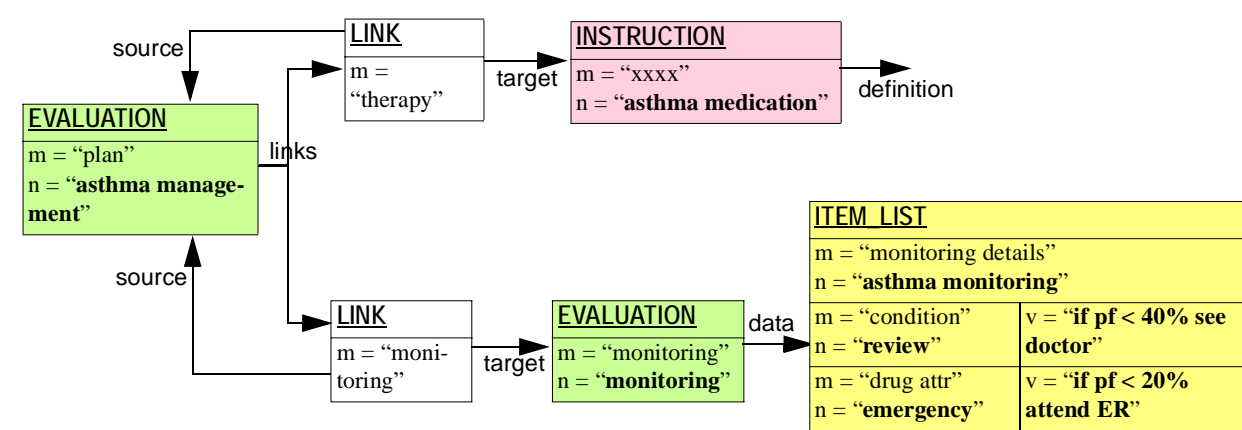 LINK
m =
“therapy”
source
target
INSTRUCTION
m = “xxxx”
n = “asthma medication”
definition
EVALUATION
m = “plan”
n = “asthma manage-
ment”
links
source
LINK
m = “moni-
toring”
target
EVALUATION
m = “monitoring”
n = “monitoring”
data
ITEM_LIST
m = “monitoring details”
n = “asthma monitoring”
m = “condition”
n = “review”
v = “if pf < 40% see
doctor”
m = “drug attr”
n = “emergency”
v = “if pf < 20%
attend ER”